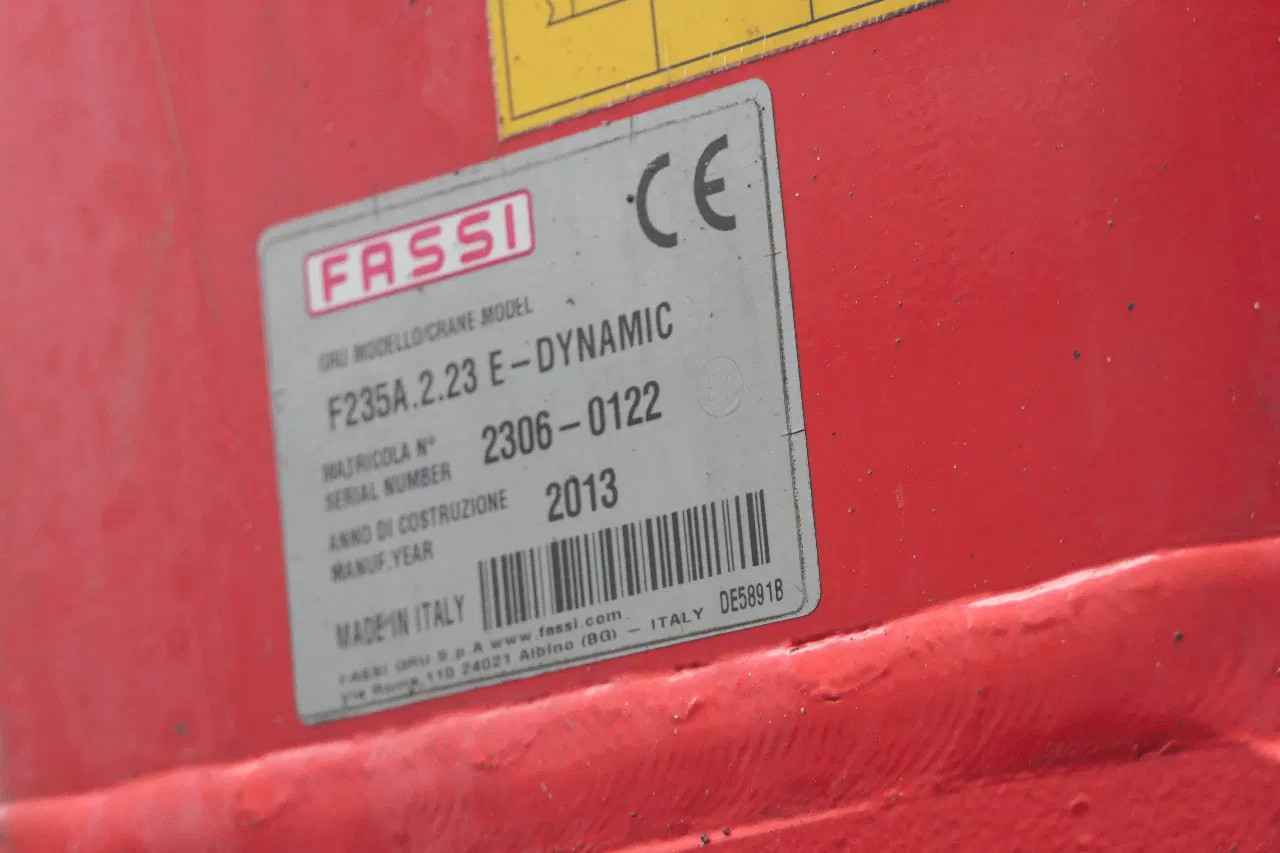 FASSI
CE
GRU MODELLO/CRANE MODEL
F235A.2.23 E-DYNAMIC
MATRICOLA N°
SERIAL NUMBER
2306-0122
ANNO DI COSTRUZIONE
MANUF.YEAR
2013
MADE IN ITALY
DE5891B
FASSI GRU S.p.A www.fassi.com
Via Roma, 110 24021 Albino (BG) - ITALY